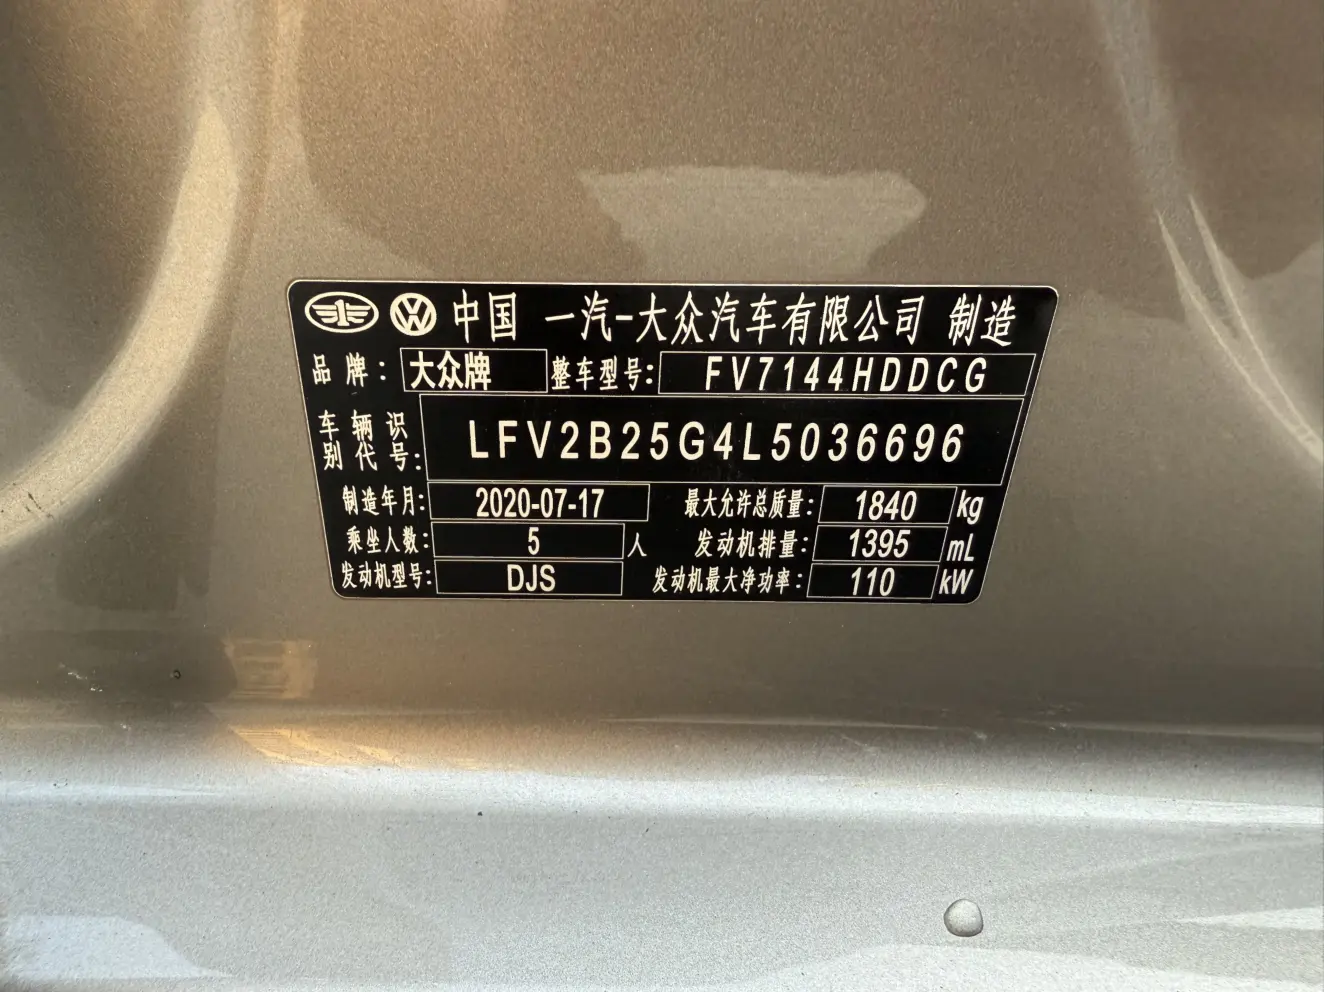 中国 一汽-大众汽车有限公司 制造
品牌: 大众牌 整车型号: FV7144HDDCG
车辆识别代号: LFV2B25G4L5036696
制造年月: 2020-07-17 最大允许总质量: 1840 kg
乘坐人数: 5 人 发动机排量: 1395 mL
发动机型号: DJS 发动机最大净功率: 110 kW